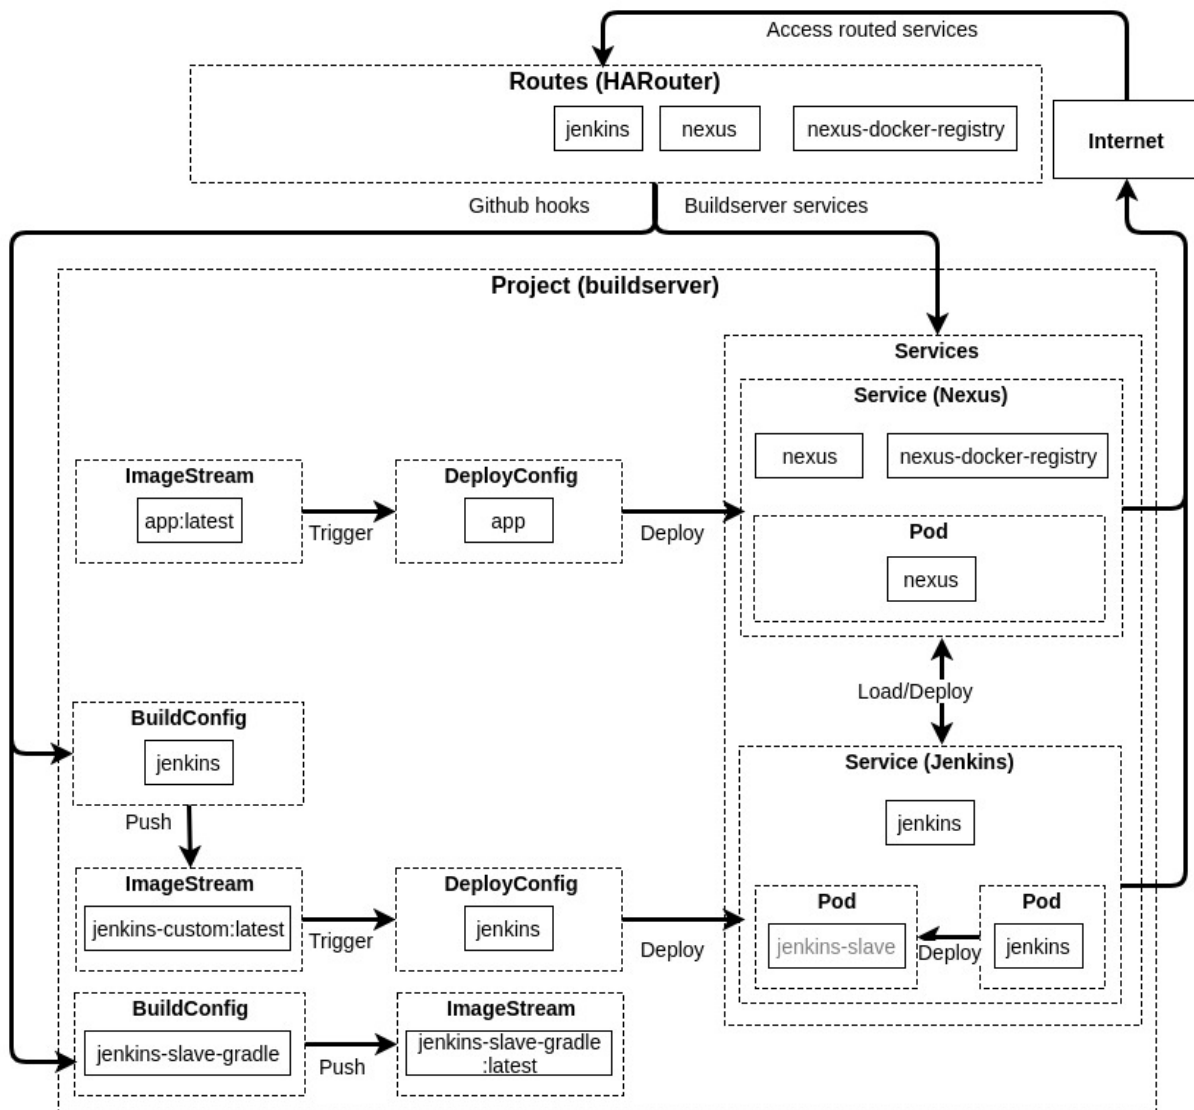 Access routed services
Routes (HARouter)
jenkins
nexus
nexus-docker-registry
Internet
Github hooks
Buildserver services
Project (buildserver)
Services
Service (Nexus)
nexus
nexus-docker-registry
ImageStream
app:latest
Trigger
DeployConfig
app
Deploy
Pod
nexus
Load/Deploy
BuildConfig
jenkins
Push
Service (Jenkins)
jenkins
ImageStream
jenkins-custom:latest
Trigger
DeployConfig
jenkins
Deploy
Pod
jenkins-slave
Deploy
Pod
jenkins
BuildConfig
jenkins-slave-gradle
Push
ImageStream
jenkins-slave-gradle
:latest